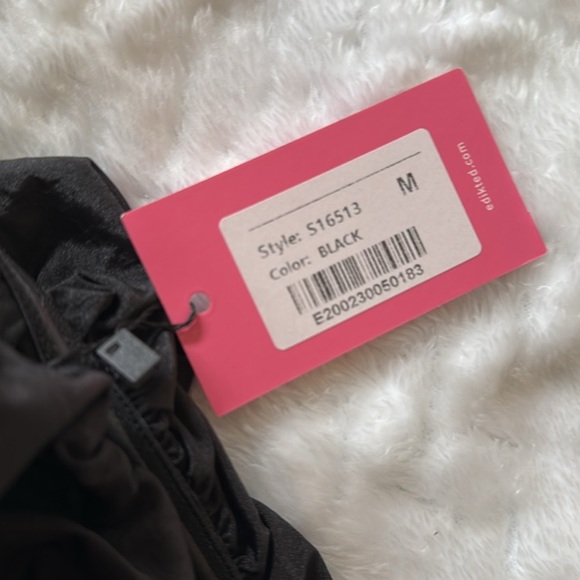 M
Style: S16513
Color: BLACK
E200230050183
edikted.com